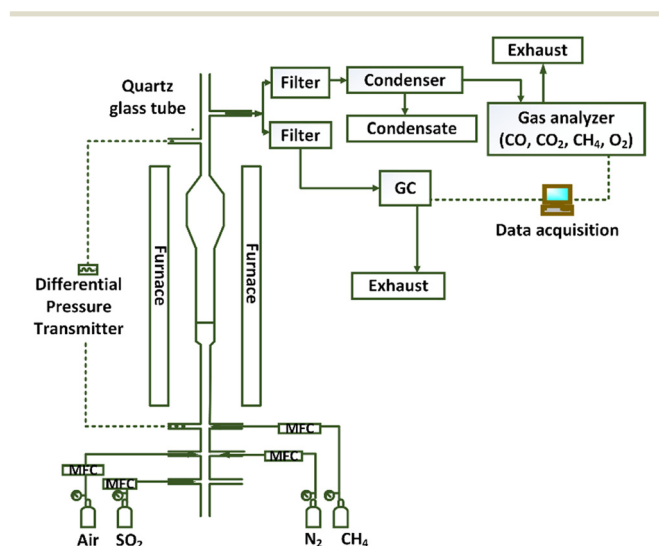 Exhaust
Quartz
glass tube
Filter
Condenser
Filter
Condensate
Gas analyzer
(CO, CO₂, CH₄, O₂)
GC
Data acquisition
Furnace
Furnace
Differential
Pressure
Transmitter
Exhaust
MFC
MFC
MFC
MFC
Air
SO₂
N₂
CH₄